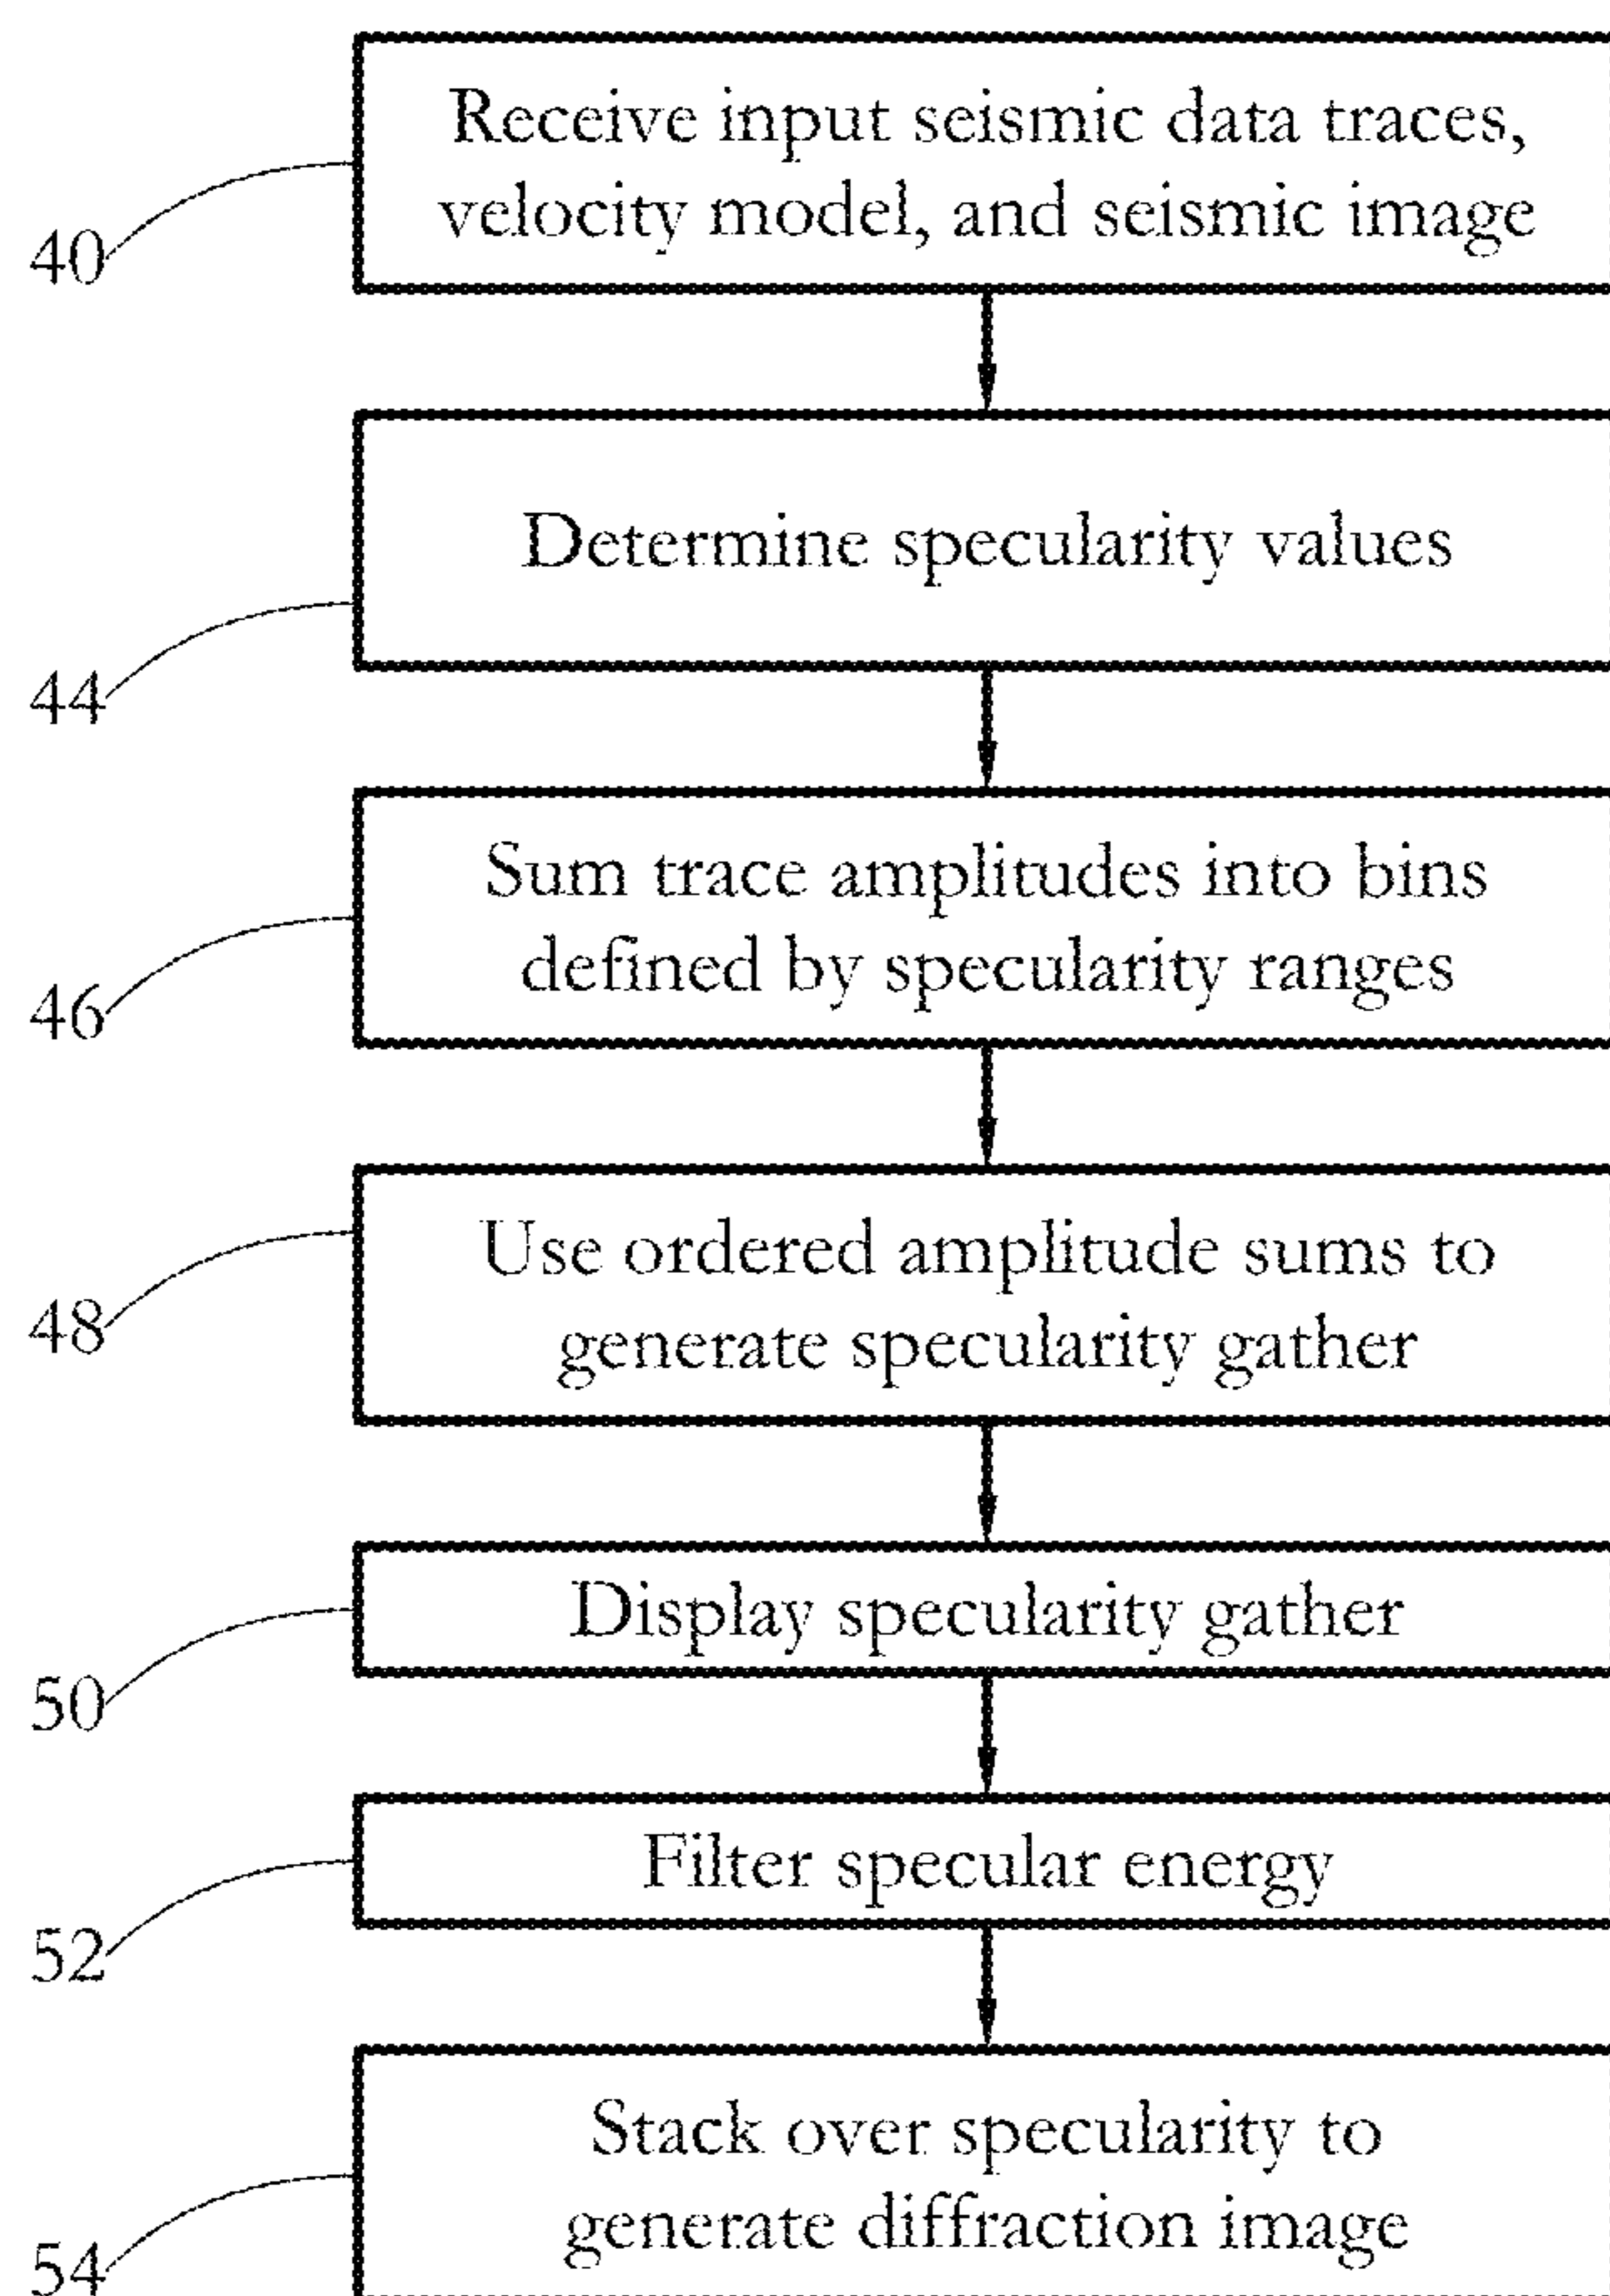 Receive input seismic data traces,
velocity model, and seismic image
40
Determine specularity values
44
Sum trace amplitudes into bins
defined by specularity ranges
46
Use ordered amplitude sums to
generate specularity gather
48
Display specularity gather
50
Filter specular energy
52
Stack over specularity to
generate diffraction image
54